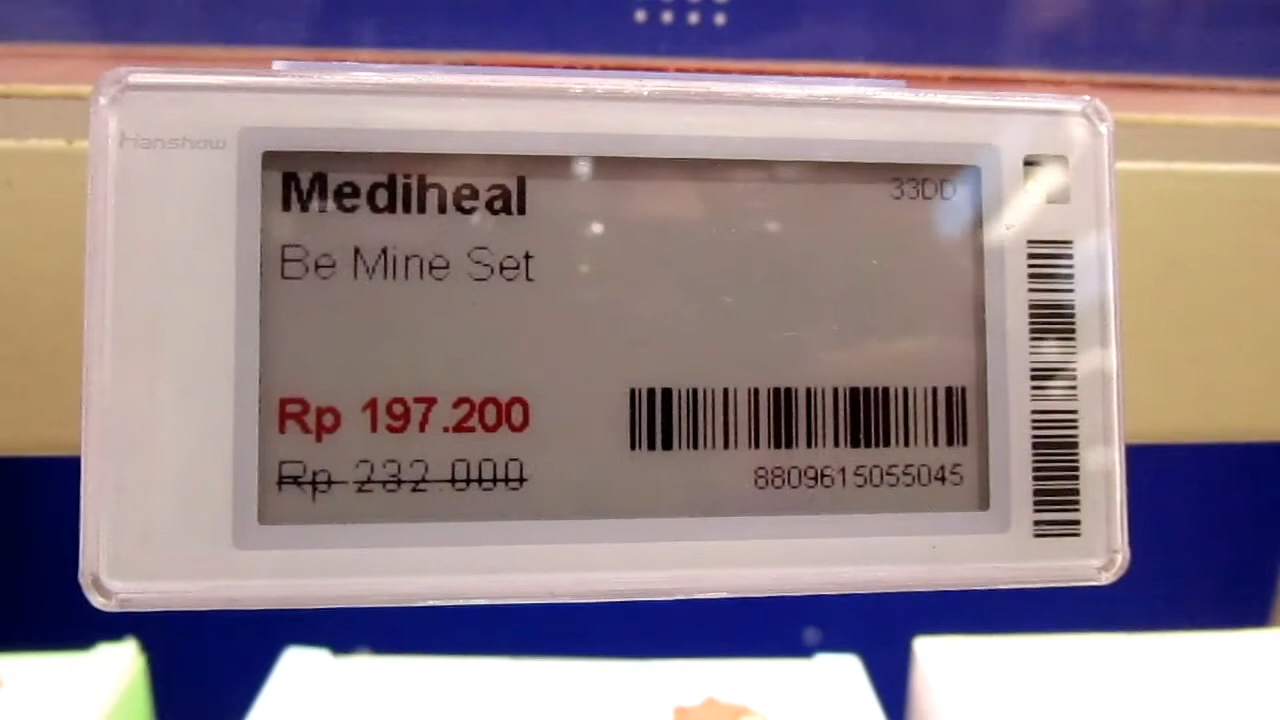 Hanshow
Mediheal
33DD
Be Mine Set
Rp 197.200
Rp 232.000
8809615055045